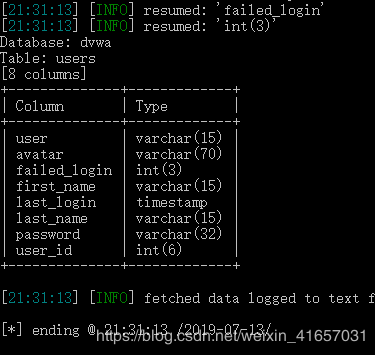 [21:31:13] [INFO] resumed: 'failed_login'
[21:31:13] [INFO] resumed: 'int(3)'
Database: dvwa
Table: users
[8 columns]
+-------------+-------------+
| Column | Type |
+-------------+-------------+
| user | varchar(15) |
| avatar | varchar(70) |
| failed_login | int(3) |
| first_name | varchar(15) |
| last_login | timestamp |
| last_name | varchar(15) |
| password | varchar(32) |
| user_id | int(6) |
+-------------+-------------+
[21:31:13] [INFO] fetched data logged to text f
[*] ending @ 21:31:13 /2019-07-13/
https://blog.csdn.net/weixin_41657031